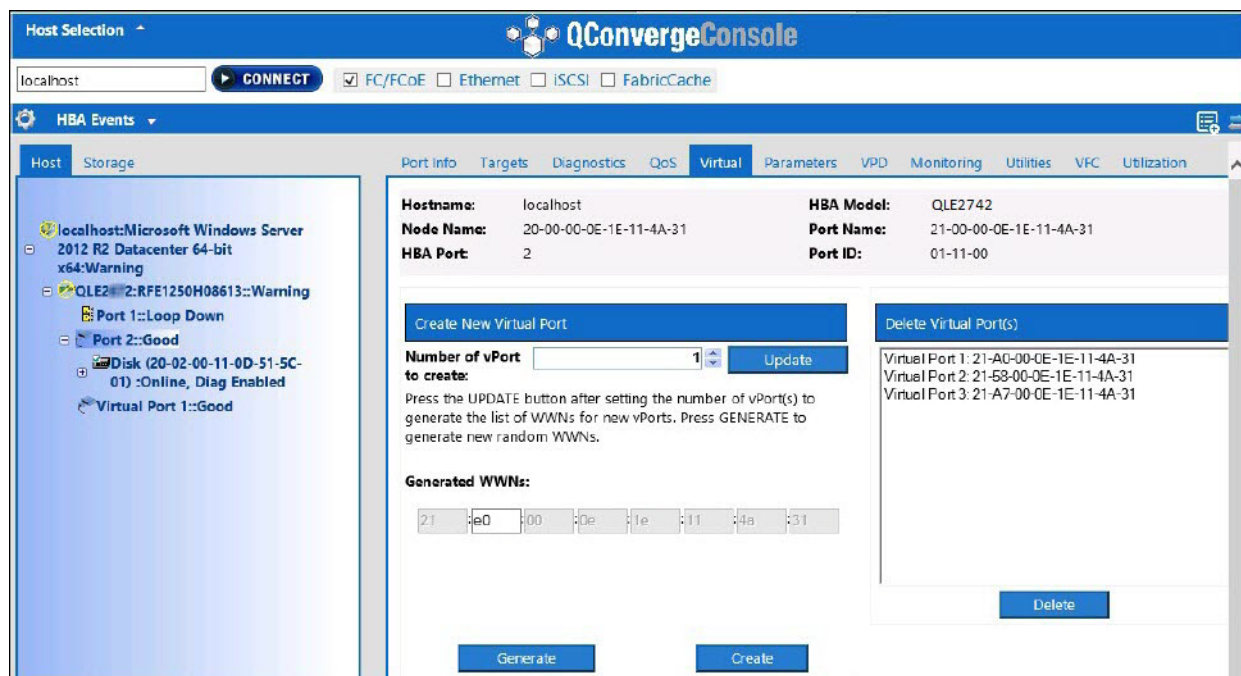 Host Selection
QConvergeConsole
localhost
CONNECT
FC/FCoE
Ethernet
iSCSI
FabricCache
HBA Events
Host
Storage
localhost:Microsoft Windows Server
2012 R2 Datacenter 64-bit
x64:Warning
2:RFE1250H08613::Warning
Port 1::Loop Down
Port 2::Good
Disk (20-02-00-11-0D-51-5C-
01) :Online, Diag Enabled
Virtual Port 1::Good
Port Info
Targets
Diagnostics
QoS
Virtual
Parameters
VPD
Monitoring
Utilities
VFC
Utilization
Hostname: localhost
HBA Model: QLE2742
Node Name: 20-00-00-0E-1E-11-4A-31
Port Name: 21-00-00-0E-1E-11-4A-31
HBA Port: 2
Port ID: 01-11-00
Create New Virtual Port
Number of vPort
to create:
1
Update
Press the UPDATE button after setting the number of vPort(s) to
generate the list of WWNs for new vPorts. Press GENERATE to
generate new random WWNs.
Generated WWNs:
21 :e0 :00 :0e :1e :11 :4a :31
Generate
Create
Delete Virtual Port(s)
Virtual Port 1: 21-A0-00-0E-1E-11-4A-31
Virtual Port 2: 21-58-00-0E-1E-11-4A-31
Virtual Port 3: 21-A7-00-0E-1E-11-4A-31
Delete